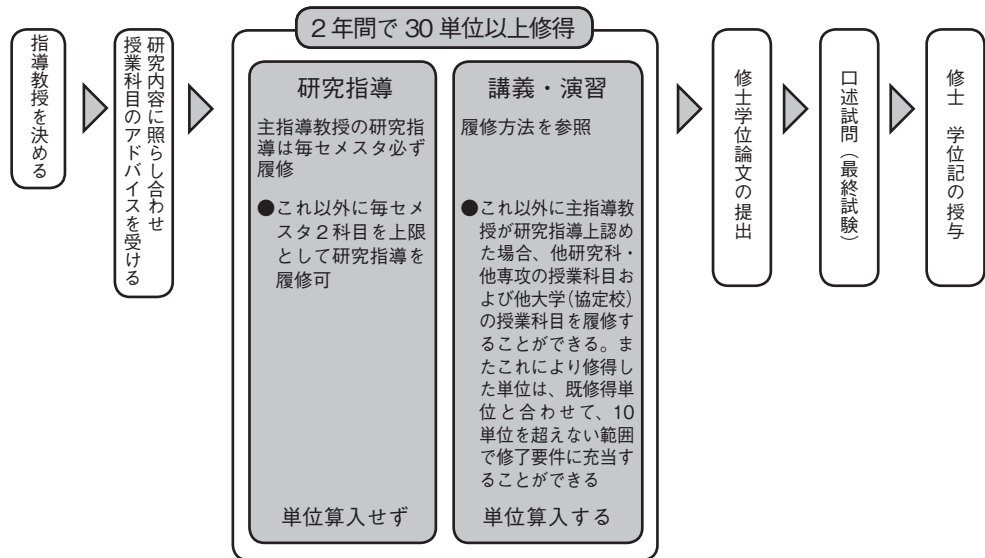 指導教授を決める
研究内容に照らし合わせ
授業科目のアドバイスを受ける
2年間で30単位以上修得
研究指導
主指導教授の研究指
導は毎セメスタ必ず
履修
●これ以外に毎セメ
スタ2科目を上限
として研究指導を
履修可
単位算入せず
講義・演習
履修方法を参照
●これ以外に主指導教
授が研究指導上認め
た場合、他研究科・
他専攻の授業科目お
よび他大学(協定校)
の授業科目を履修す
ることができる。ま
たこれにより修得し
た単位は、既修得単
位と合わせて、10
単位を超えない範囲
で修了要件に充当す
ることができる
単位算入する
修士学位論文の提出
口述試問(最終試験)
修士 学位記の授与